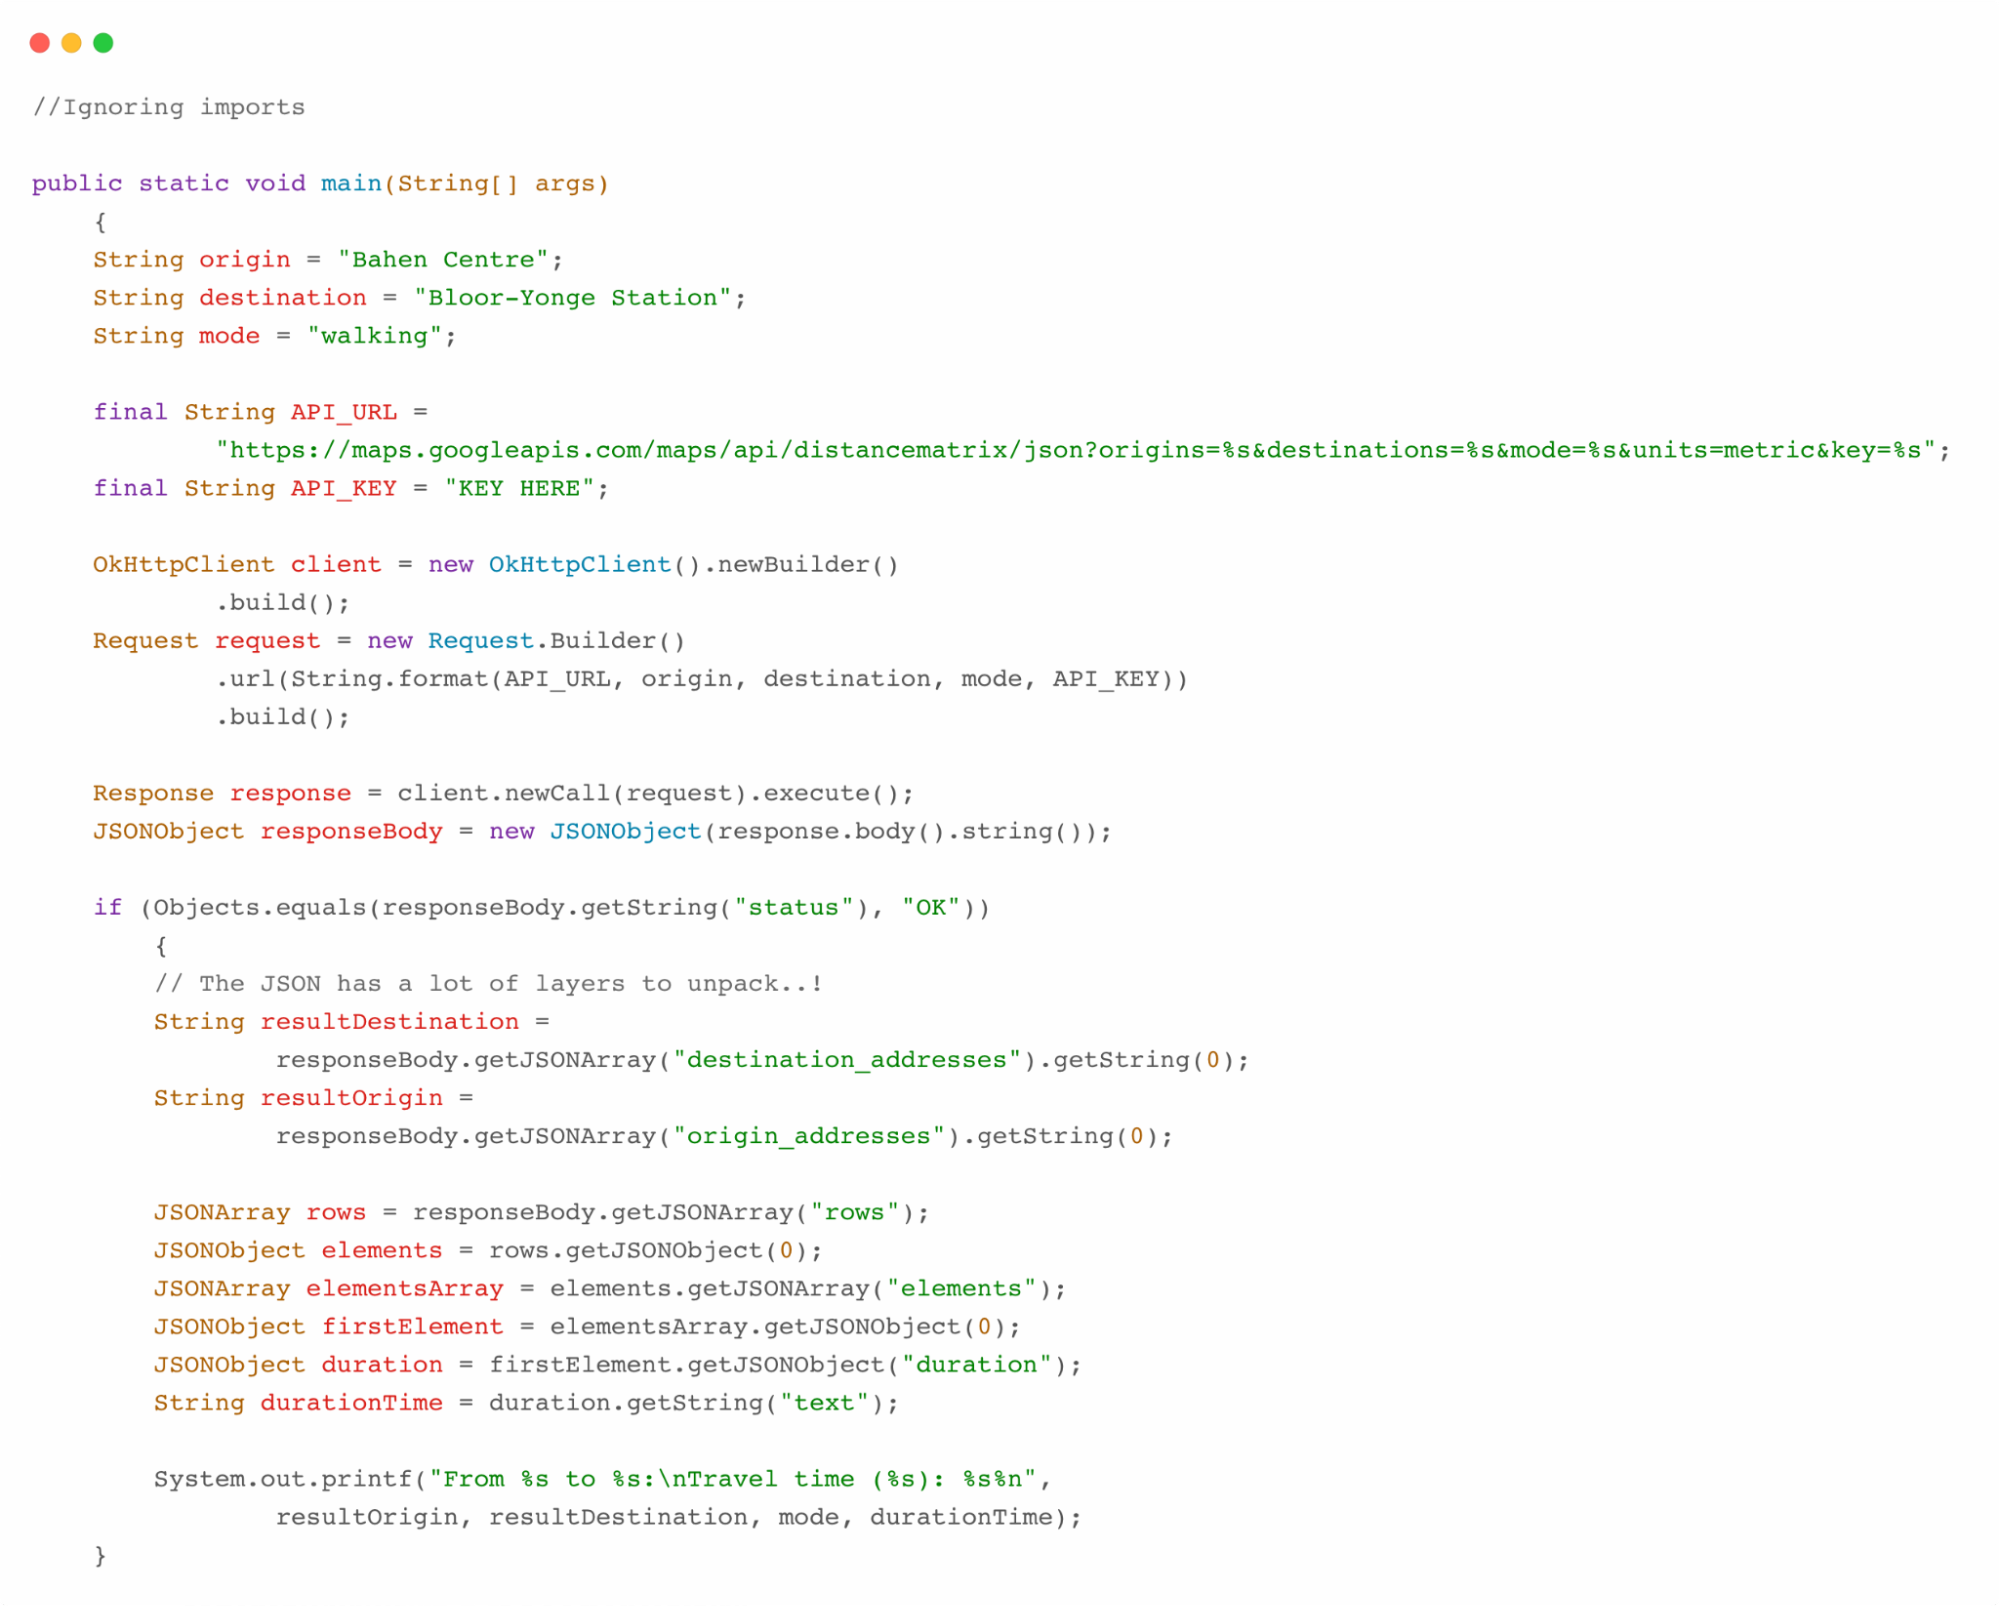 //Ignoring imports
public static void main(String[] args)
{
String origin = "Bahen Centre";
String destination = "Bloor-Yonge Station";
String mode = "walking";
final String API_URL =
"https://maps.googleapis.com/maps/api/distancematrix/json?origins=%s&destinations=%s&mode=%s&units=metric&key=%s";
final String API_KEY = "KEY HERE";
OkHttpClient client = new OkHttpClient().newBuilder()
.build();
Request request = new Request.Builder()
.url(String.format(API_URL, origin, destination, mode, API_KEY))
.build();
Response response = client.newCall(request).execute();
JSONObject responseBody = new JSONObject(response.body().string());
if (Objects.equals(responseBody.getString("status"), "OK"))
{
// The JSON has a lot of layers to unpack..!
String resultDestination =
responseBody.getJSONArray("destination_addresses").getString(0);
String resultOrigin =
responseBody.getJSONArray("origin_addresses").getString(0);
JSONArray rows = responseBody.getJSONArray("rows");
JSONObject elements = rows.getJSONObject(0);
JSONArray elementsArray = elements.getJSONArray("elements");
JSONObject firstElement = elementsArray.getJSONObject(0);
JSONObject duration = firstElement.getJSONObject("duration");
String durationTime = duration.getString("text");
System.out.printf("From %s to %s:\nTravel time (%s): %s%n",
resultOrigin, resultDestination, mode, durationTime);
}